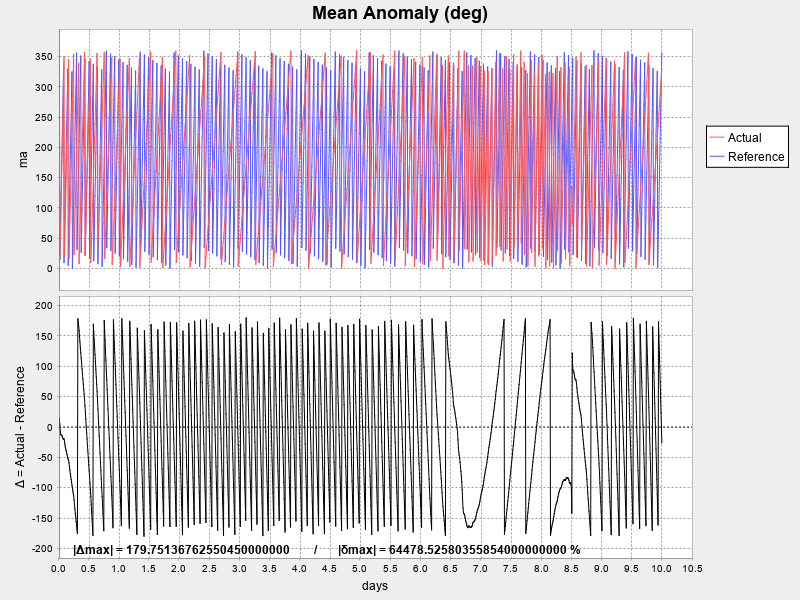 Mean Anomaly (deg)
350
300
250
200
150
100
50
0
ma
Actual
Reference
200
150
100
50
0
-50
-100
-150
-200
Δ = Actual - Reference
|Δmax| = 179.75136762550450000000 / |δmax| = 64478.52580355854000000000 %
0.0 0.5 1.0 1.5 2.0 2.5 3.0 3.5 4.0 4.5 5.0 5.5 6.0 6.5 7.0 7.5 8.0 8.5 9.0 9.5 10.0 10.5
days